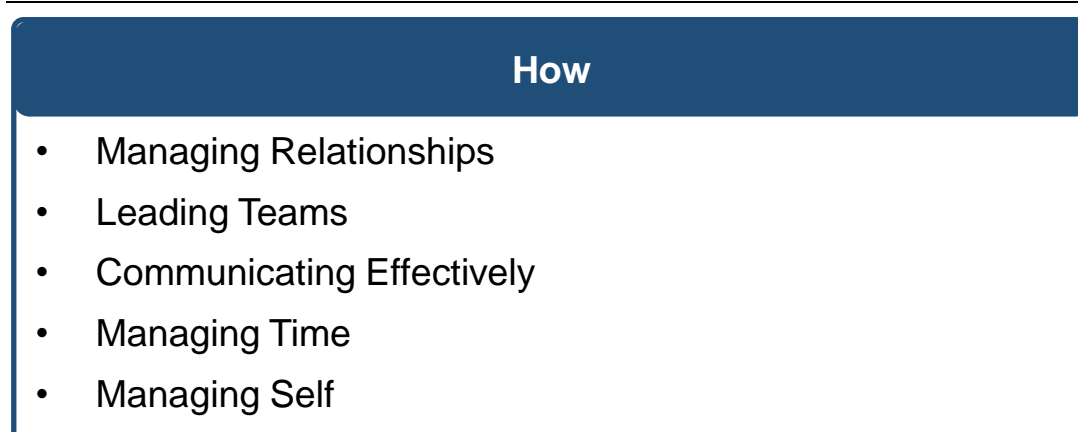 How
• Managing Relationships
• Leading Teams
• Communicating Effectively
• Managing Time
• Managing Self